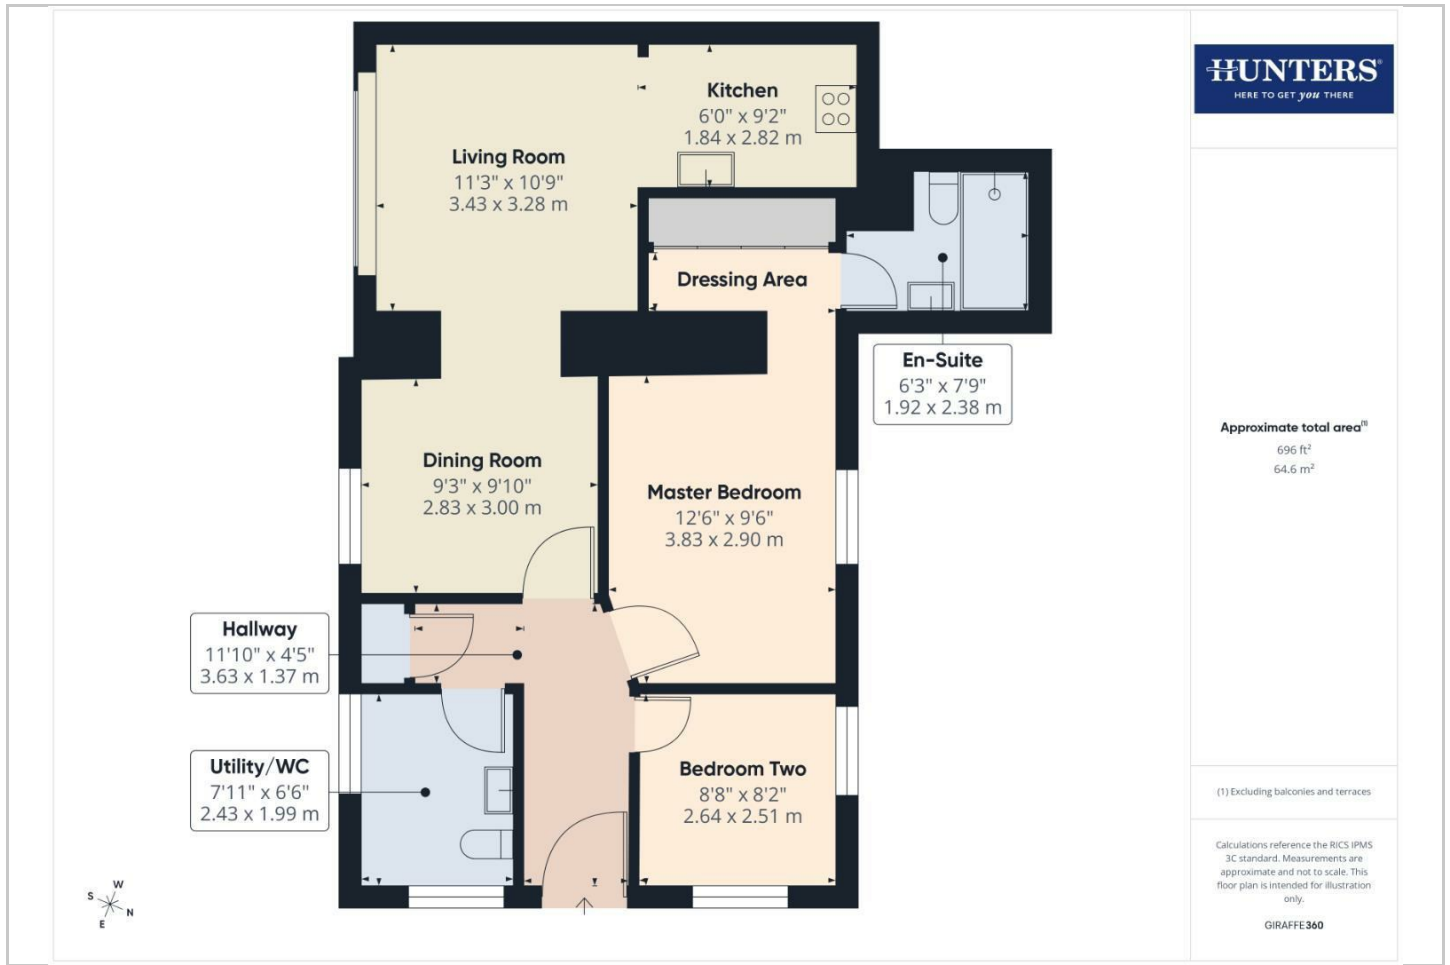 Kitchen
6'0" x 9'2"
1.84 x 2.82 m
Living Room
11'3" x 10'9"
3.43 x 3.28 m
Dressing Area
En-Suite
6'3" x 7'9"
1.92 x 2.38 m
Dining Room
9'3" x 9'10"
2.83 x 3.00 m
Master Bedroom
12'6" x 9'6"
3.83 x 2.90 m
Hallway
11'10" x 4'5"
3.63 x 1.37 m
Utility/WC
7'11" x 6'6"
2.43 x 1.99 m
Bedroom Two
8'8" x 8'2"
2.64 x 2.51 m
W
S
N
E
HUNTERS®
HERE TO GET you THERE
Approximate total area(1)
696 ft²
64.6 m²
(1) Excluding balconies and terraces
Calculations reference the RICS IPMS
3C standard. Measurements are
approximate and not to scale. This
floor plan is intended for illustration
only.
GIRAFFE360